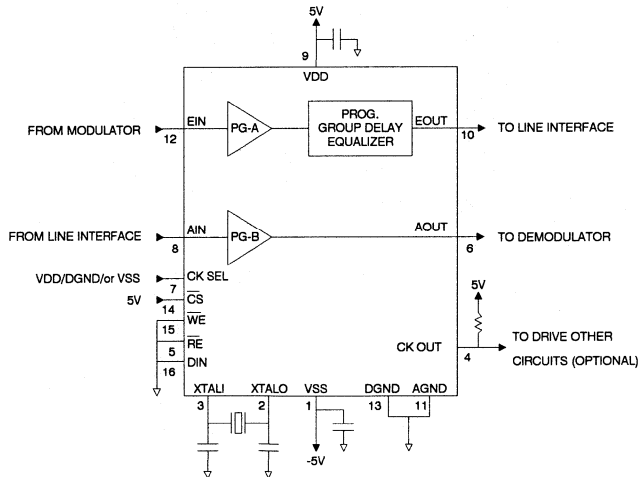 5V
9
VDD
FROM MODULATOR
12
EIN
PG-A
PROG.
GROUP DELAY
EQUALIZER
EOUT
10
TO LINE INTERFACE
FROM LINE INTERFACE
8
AIN
PG-B
AOUT
6
TO DEMODULATOR
VDD/DGND/or VSS
7
CK SEL
5V
14
CS
15
WE
5
RE
16
DIN
5V
CK OUT
4
TO DRIVE OTHER
CIRCUITS (OPTIONAL)
XTALI
XTALO
VSS
DGND
AGND
3
2
1
13
11
-5V